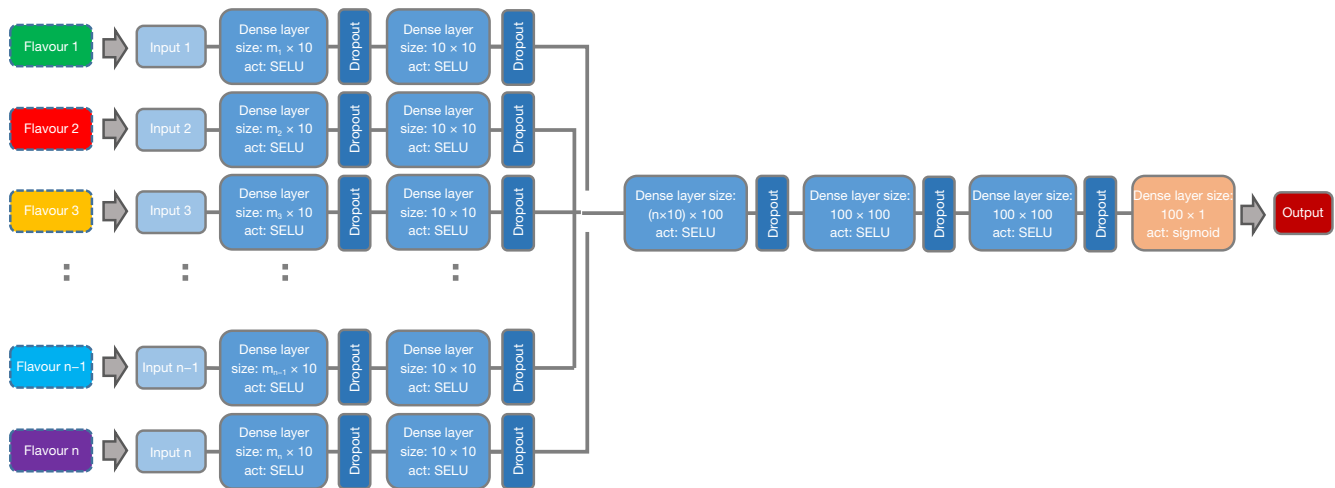 Flavour 1
Input 1
Dense layer
size: m₁ × 10
act: SELU
Dropout
Dense layer
size: 10 × 10
act: SELU
Dropout
Flavour 2
Input 2
Dense layer
size: m₂ × 10
act: SELU
Dropout
Dense layer
size: 10 × 10
act: SELU
Dropout
Flavour 3
Input 3
Dense layer
size: m₃ × 10
act: SELU
Dropout
Dense layer
size: 10 × 10
act: SELU
Dropout
Flavour n−1
Input n−1
Dense layer
size: mₙ₋₁ × 10
act: SELU
Dropout
Dense layer
size: 10 × 10
act: SELU
Dropout
Flavour n
Input n
Dense layer
size: mₙ × 10
act: SELU
Dropout
Dense layer
size: 10 × 10
act: SELU
Dropout
Dense layer size:
(n×10) × 100
act: SELU
Dropout
Dense layer size:
100 × 100
act: SELU
Dropout
Dense layer size:
100 × 100
act: SELU
Dropout
Dense layer size:
100 × 1
act: sigmoid
Output